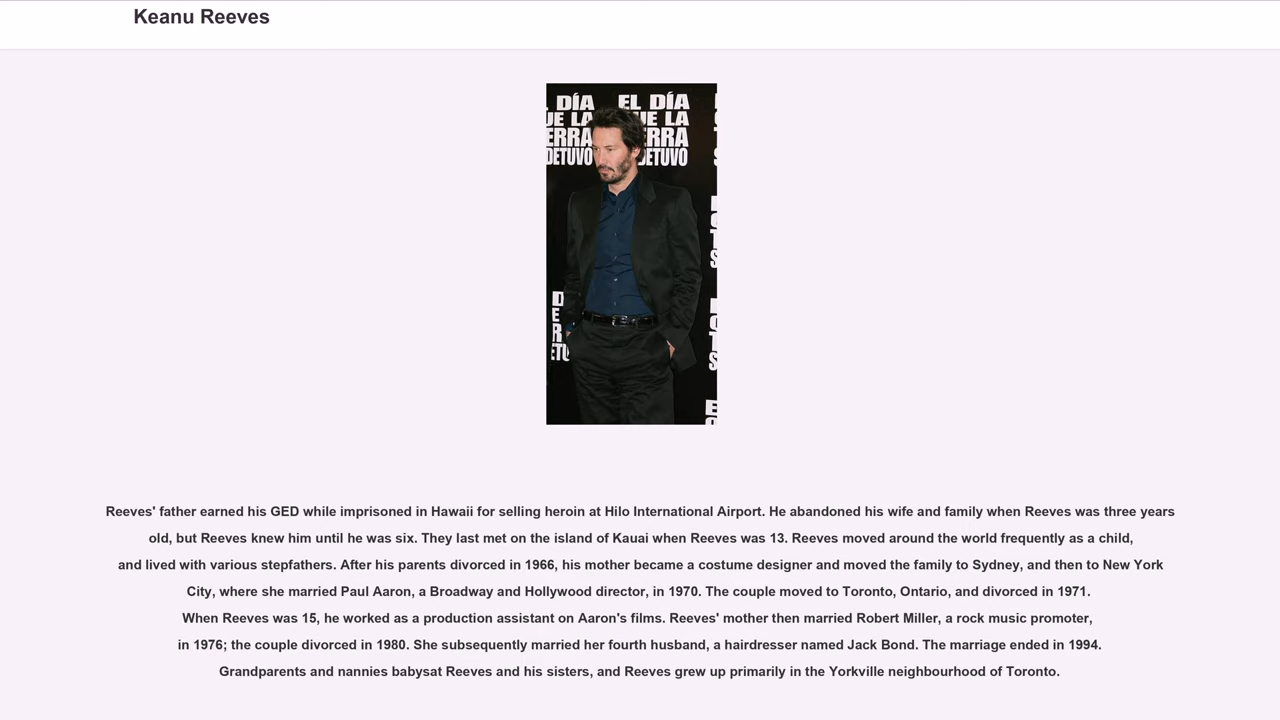 Keanu Reeves
EL DÍA
DÍA
UE LA
UE LA
ERRA
ERRA
DETUVO
DETUVO
Reeves' father earned his GED while imprisoned in Hawaii for selling heroin at Hilo International Airport. He abandoned his wife and family when Reeves was three years
old, but Reeves knew him until he was six. They last met on the island of Kauai when Reeves was 13. Reeves moved around the world frequently as a child,
and lived with various stepfathers. After his parents divorced in 1966, his mother became a costume designer and moved the family to Sydney, and then to New York
City, where she married Paul Aaron, a Broadway and Hollywood director, in 1970. The couple moved to Toronto, Ontario, and divorced in 1971.
When Reeves was 15, he worked as a production assistant on Aaron's films. Reeves' mother then married Robert Miller, a rock music promoter,
in 1976; the couple divorced in 1980. She subsequently married her fourth husband, a hairdresser named Jack Bond. The marriage ended in 1994.
Grandparents and nannies babysat Reeves and his sisters, and Reeves grew up primarily in the Yorkville neighbourhood of Toronto.